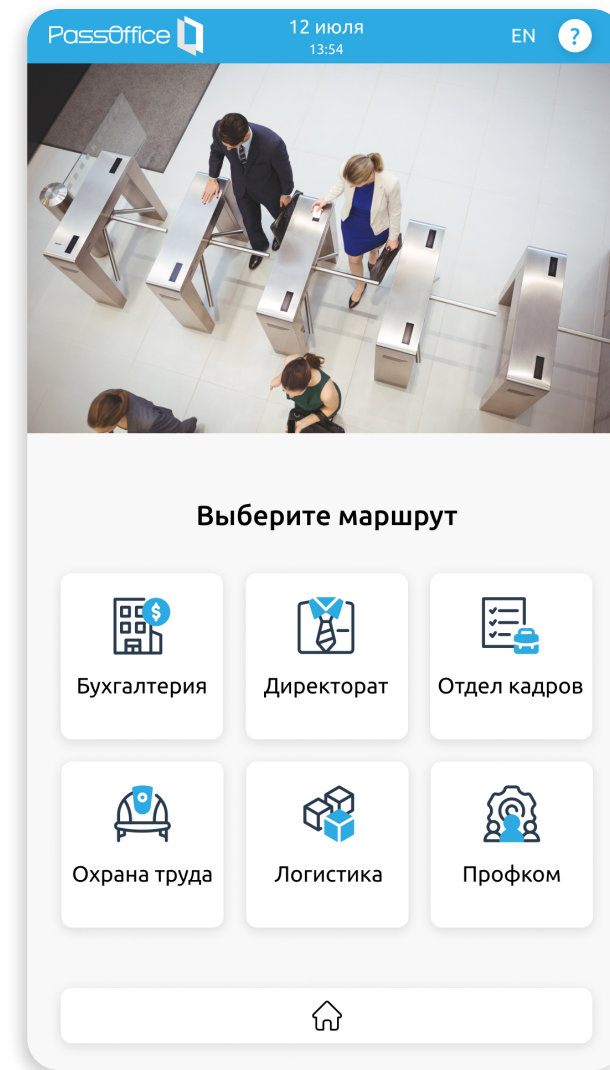 PassOffice
12 июля
13:54
EN
?
Выберите маршрут
$
Бухгалтерия
Директорат
Отдел кадров
Охрана труда
Логистика
Профком